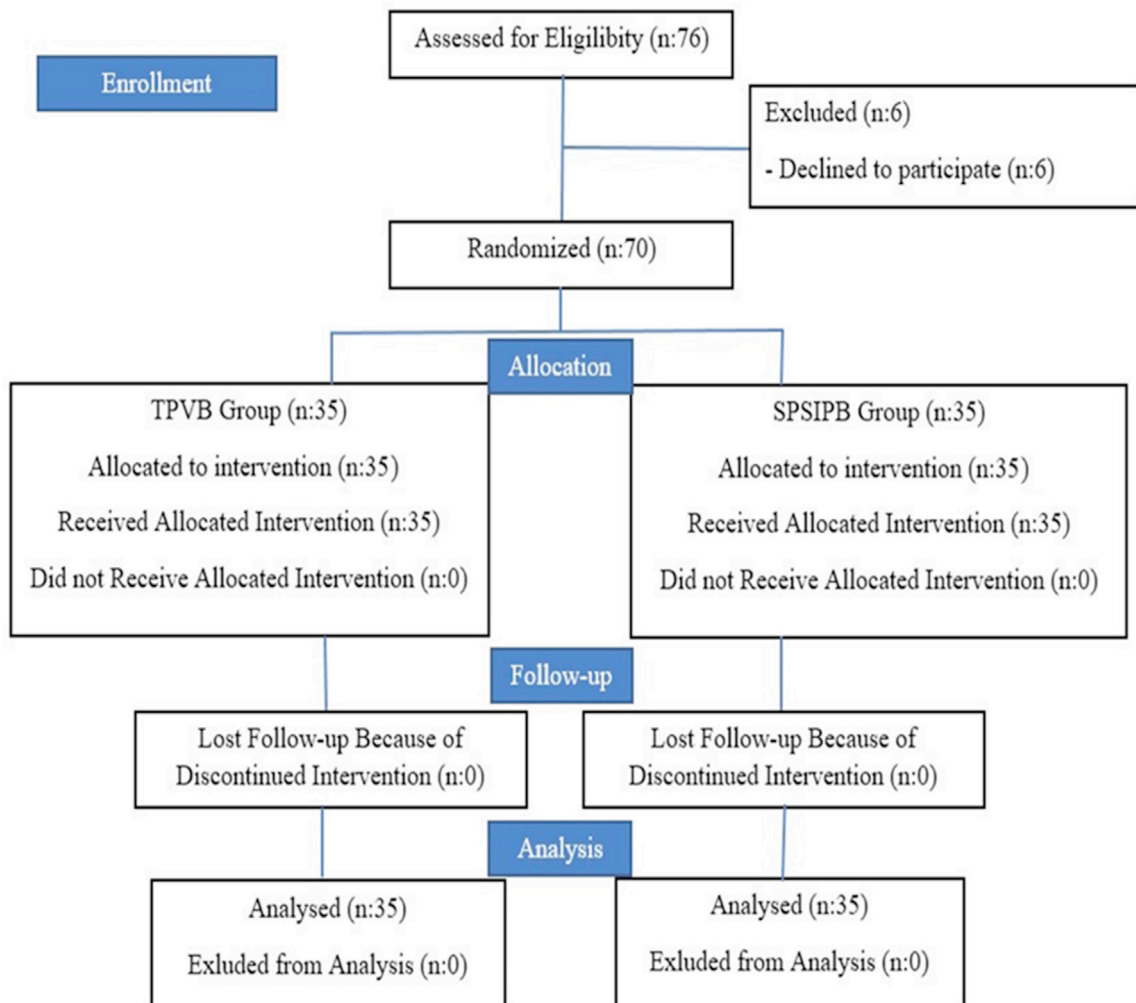 Assessed for Eligilibity (n:76)
Enrollment
Excluded (n:6)
- Declined to participate (n:6)
Randomized (n:70)
Allocation
TPVB Group (n:35)
Allocated to intervention (n:35)
Received Allocated Intervention (n:35)
Did not Receive Allocated Intervention (n:0)
SPSIPB Group (n:35)
Allocated to intervention (n:35)
Received Allocated Intervention (n:35)
Did not Receive Allocated Intervention (n:0)
Follow-up
Lost Follow-up Because of
Discontinued Intervention (n:0)
Lost Follow-up Because of
Discontinued Intervention (n:0)
Analysis
Analysed (n:35)
Exluded from Analysis (n:0)
Analysed (n:35)
Exluded from Analysis (n:0)